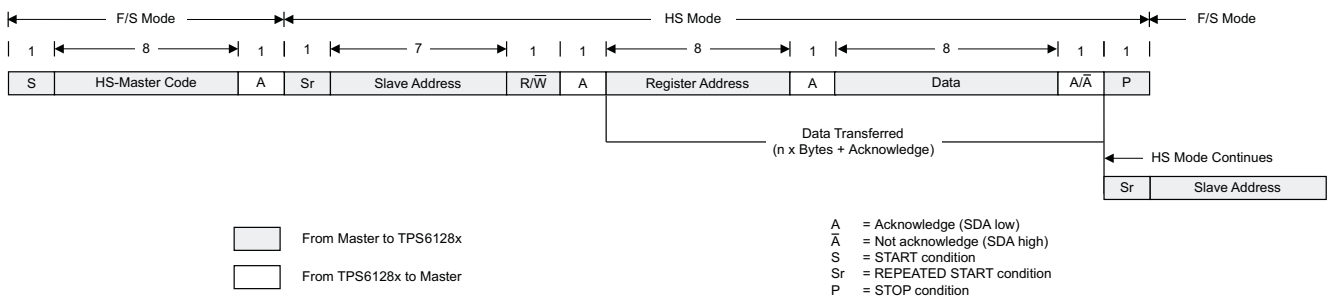 F/S Mode HS Mode F/S Mode
1 8 1 1 7 1 1 8 1 8 1 1
S HS-Master Code A Sr Slave Address R/W̅ A Register Address A Data A/A̅ P
Data Transferred
(n x Bytes + Acknowledge)
HS Mode Continues
Sr Slave Address
From Master to TPS6128x
From TPS6128x to Master
A = Acknowledge (SDA low)
A̅ = Not acknowledge (SDA high)
S = START condition
Sr = REPEATED START condition
P = STOP condition